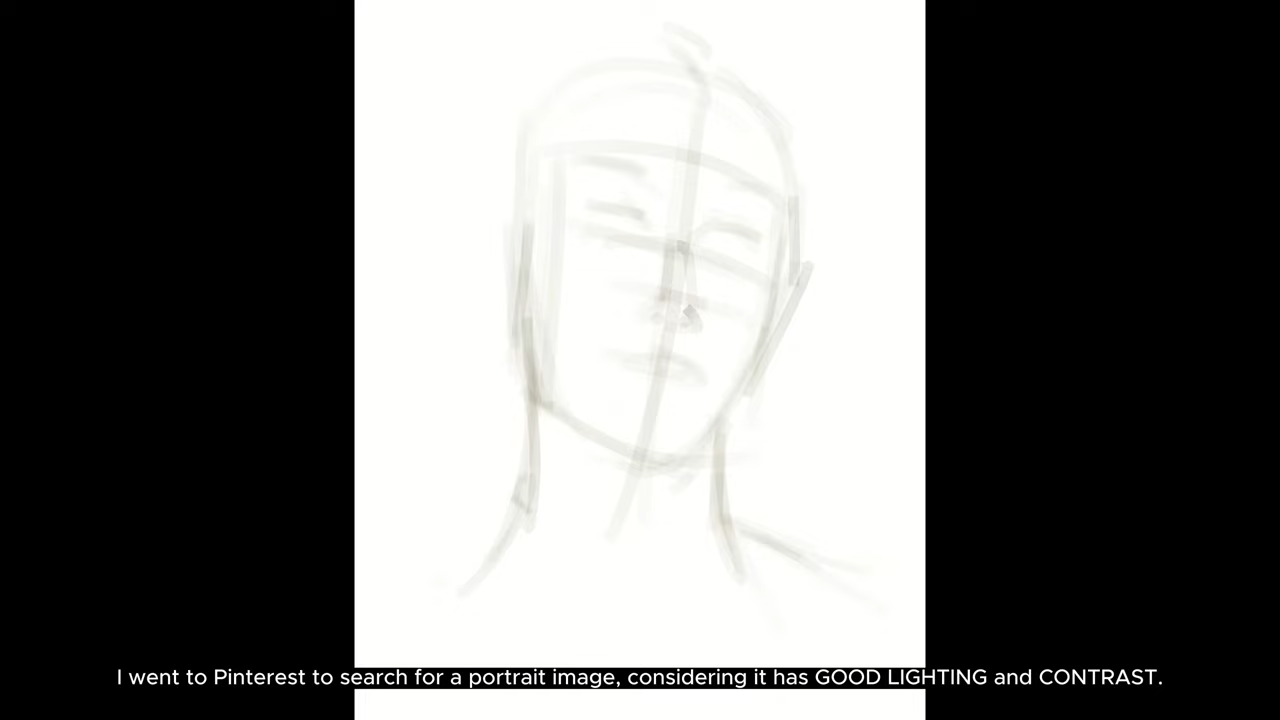 I went to Pinterest to search for a portrait image, considering it has GOOD LIGHTING and CONTRAST.